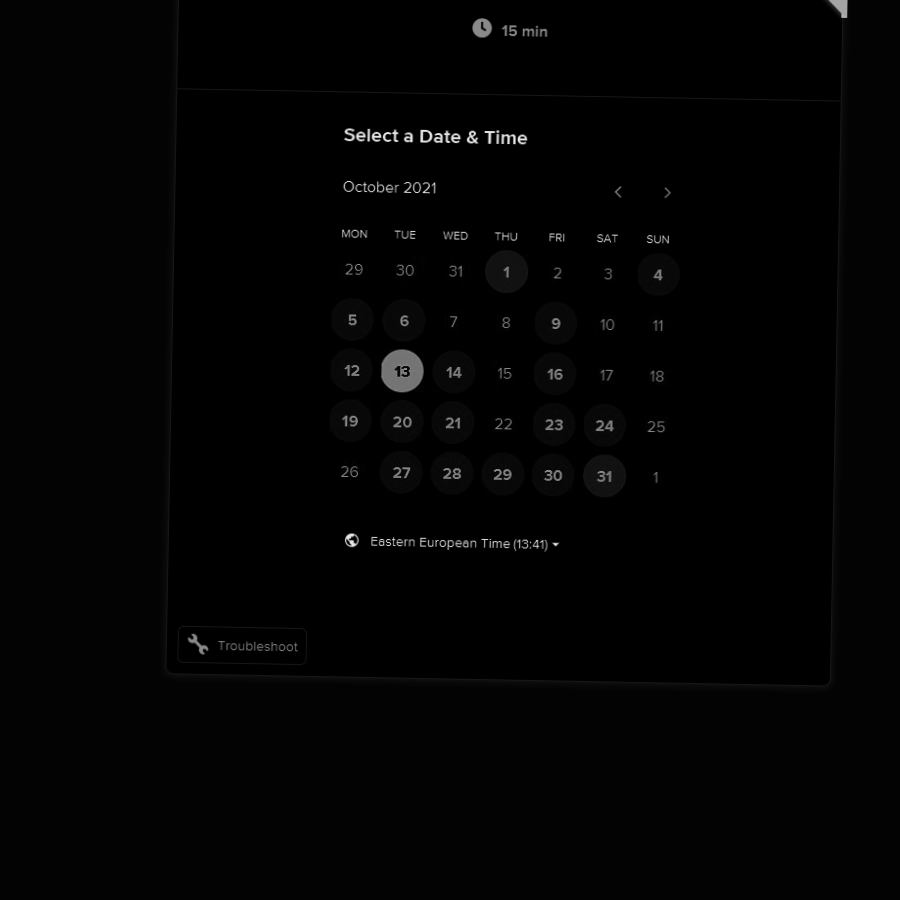 15 min
Select a Date & Time
October 2021
MON TUE WED THU FRI SAT SUN
29 30 31 1 2 3 4
5 6 7 8 9 10 11
12 13 14 15 16 17 18
19 20 21 22 23 24 25
26 27 28 29 30 31 1
Eastern European Time (13:41)
Troubleshoot